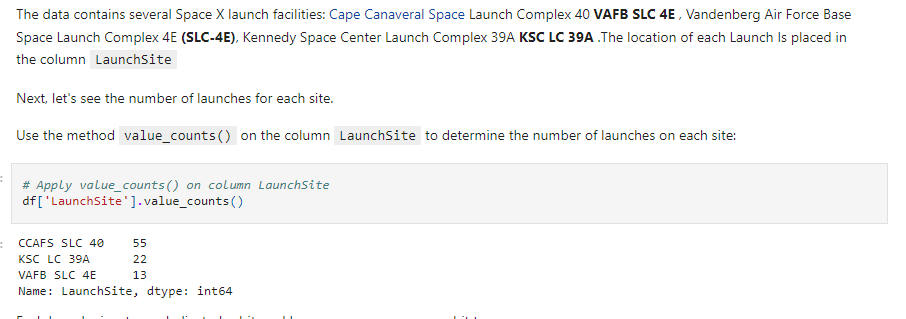 The data contains several Space X launch facilities: Cape Canaveral Space Launch Complex 40 VAFB SLC 4E , Vandenberg Air Force Base
Space Launch Complex 4E (SLC-4E), Kennedy Space Center Launch Complex 39A KSC LC 39A .The location of each Launch Is placed in
the column LaunchSite
Next, let's see the number of launches for each site.
Use the method value_counts() on the column LaunchSite to determine the number of launches on each site:
# Apply value_counts() on column LaunchSite
df['LaunchSite'].value_counts()
CCAFS SLC 40 55
KSC LC 39A 22
VAFB SLC 4E 13
Name: LaunchSite, dtype: int64